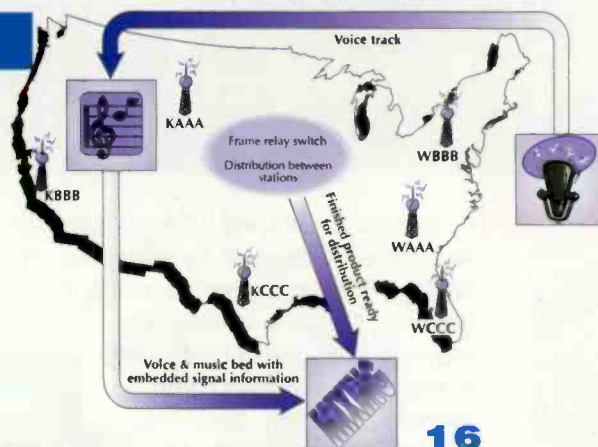 Voice track
KAAA
Frame relay switch
Distribution between
stations
WBBB
KBBB
WAAA
Finished product ready
for distribution
KCCC
WCCC
Voice & music bed with
embedded signal information
16